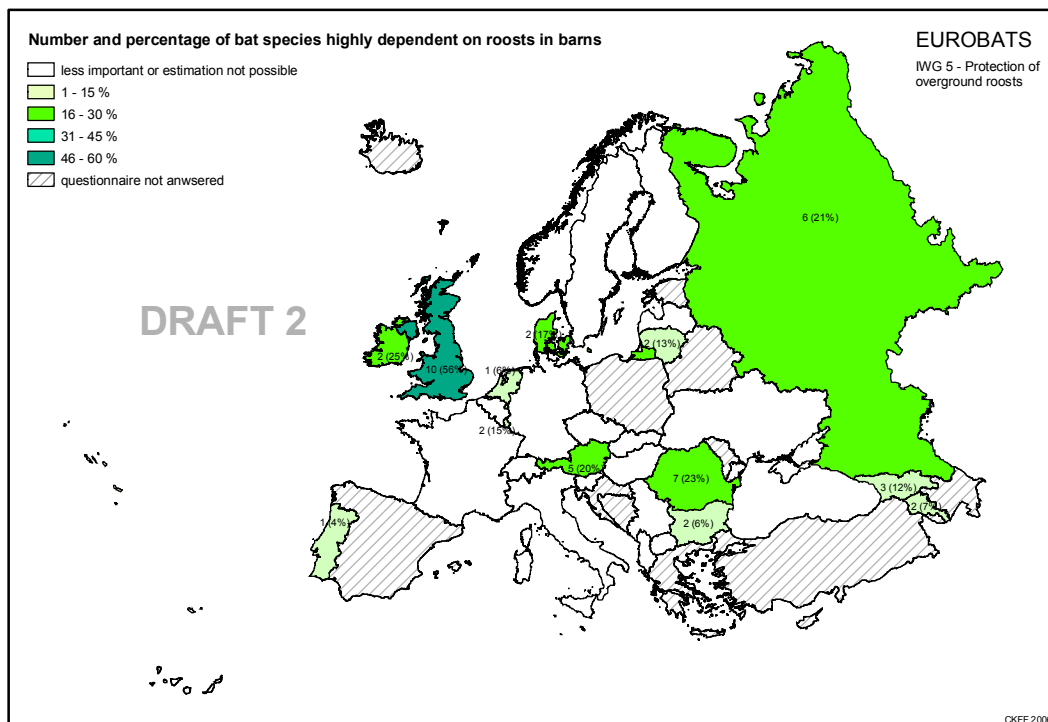 Number and percentage of bat species highly dependent on roosts in barns
less important or estimation not possible
1 - 15 %
16 - 30 %
31 - 45 %
46 - 60 %
questionnaire not anwsered
EUROBATS
IWG 5 - Protection of
overground roosts
DRAFT 2
6 (21%)
2 (17%)
2 (13%)
2 (25%)
10 (56%)
1 (6%)
2 (15%)
5 (20%)
7 (23%)
3 (12%)
2 (7%)
1 (4%)
2 (6%)